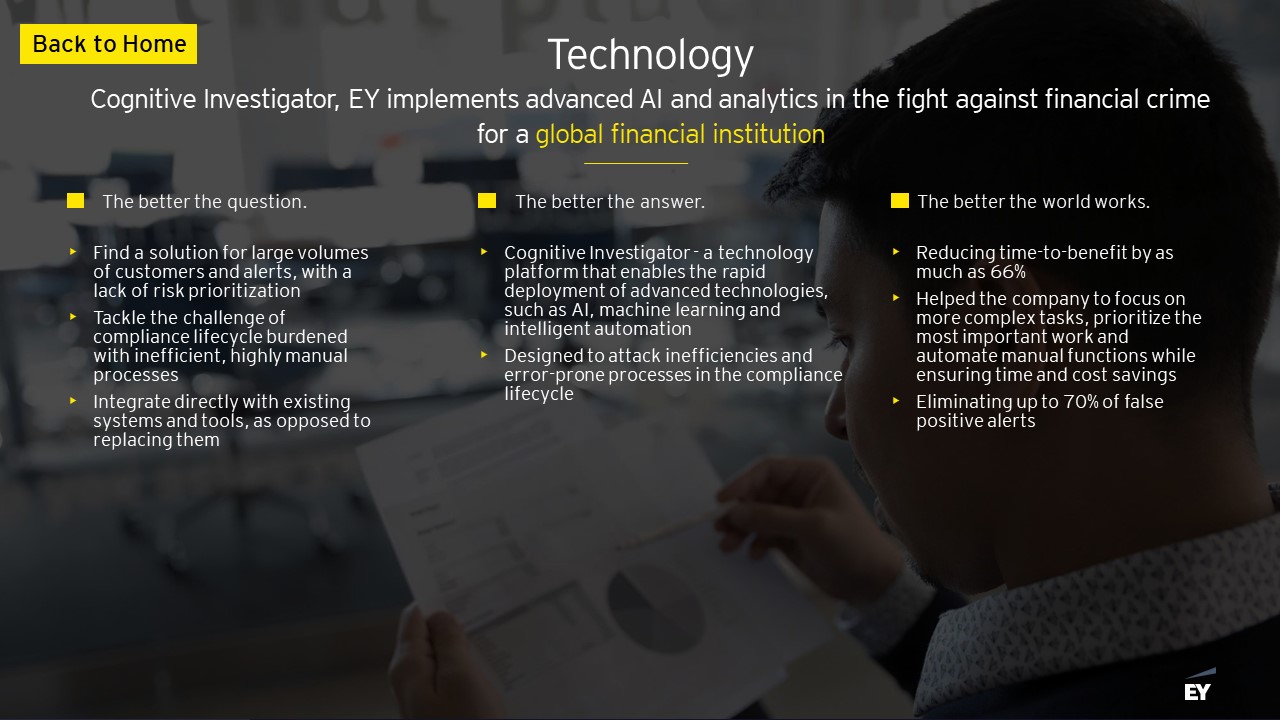 Back to Home
Technology
Cognitive Investigator, EY implements advanced AI and analytics in the fight against financial crime
for a global financial institution
The better the question.
Find a solution for large volumes
of customers and alerts, with a
lack of risk prioritization
Tackle the challenge of
compliance lifecycle burdened
with inefficient, highly manual
processes
Integrate directly with existing
systems and tools, as opposed to
replacing them
The better the answer.
Cognitive Investigator - a technology
platform that enables the rapid
deployment of advanced technologies,
such as AI, machine learning and
intelligent automation
Designed to attack inefficiencies and
error-prone processes in the compliance
lifecycle
The better the world works.
Reducing time-to-benefit by as
much as 66%
Helped the company to focus on
more complex tasks, prioritize the
most important work and
automate manual functions while
ensuring time and cost savings
Eliminating up to 70% of false
positive alerts
EY